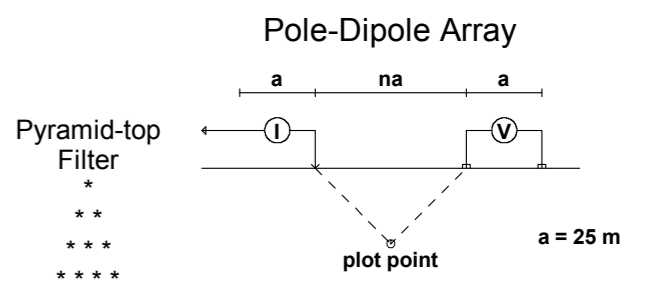 Pole-Dipole Array
a na a
Pyramid-top
Filter
*
* *
* * *
* * * *
I V
plot point
a = 25 m